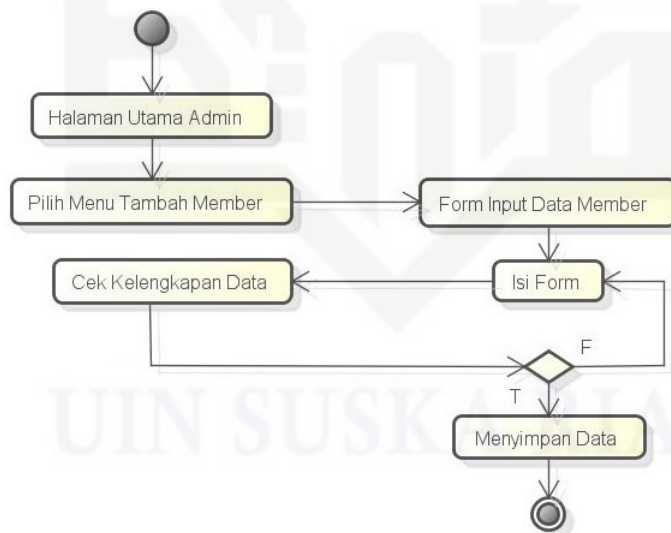 Halaman Utama Admin
Pilih Menu Tambah Member
Form Input Data Member
Isi Form
Cek Kelengkapan Data
F
T
Menyimpan Data
UIN SUSKA RIA